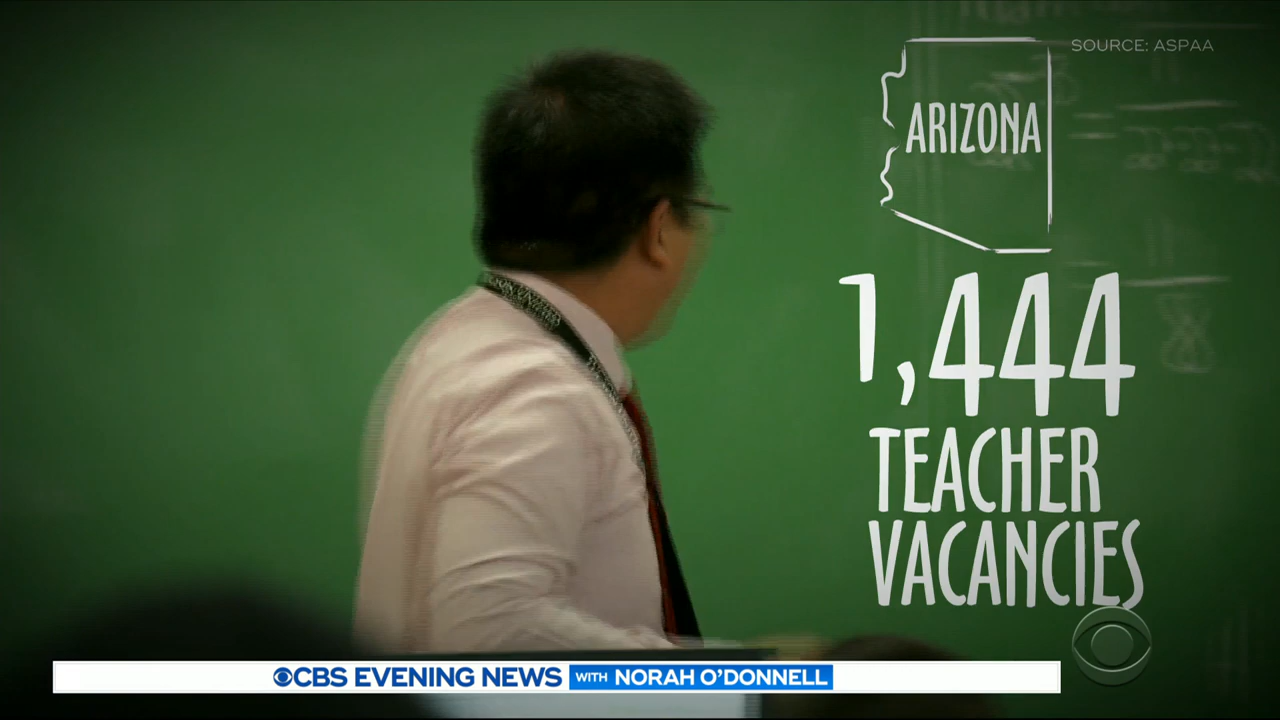 SOURCE: ASPAA
ARIZONA
1,444
TEACHER
VACANCIES
CBS EVENING NEWS WITH NORAH O'DONNELL